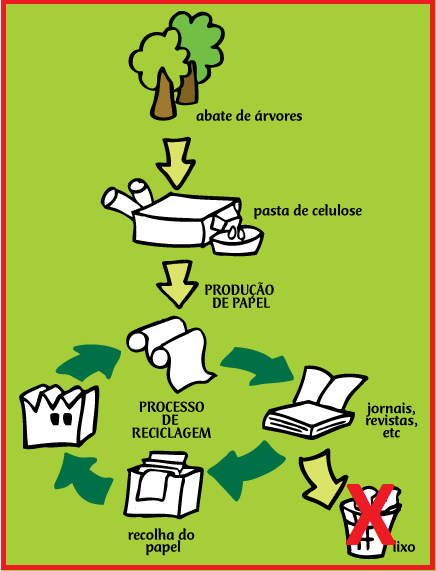 abate de árvores
pasta de celulose
PRODUÇÃO
DE PAPEL
PROCESSO
DE
RECICLAGEM
jornais,
revistas,
etc
recolha do
papel
lixo